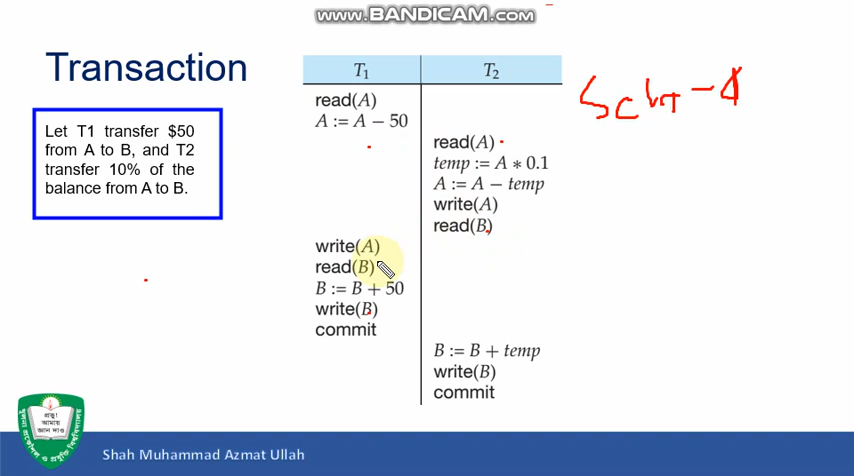 www.BANDICAM.com
Transaction
Let T1 transfer $50
from A to B, and T2
transfer 10% of the
balance from A to B.
T1 T2
read(A)
A := A − 50
read(A)
temp := A * 0.1
A := A − temp
write(A)
read(B)
write(A)
read(B)
B := B + 50
write(B)
commit
B := B + temp
write(B)
commit
Shah Muhammad Azmat Ullah